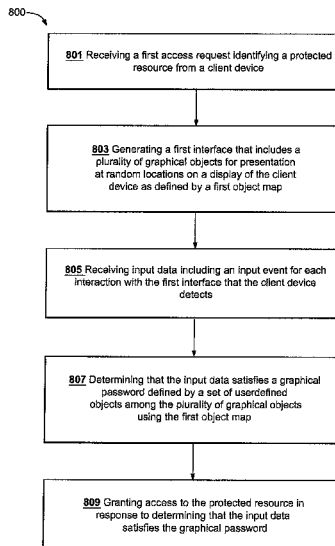 800
801 Receiving a first access request identifying a protected
resource from a client device
803 Generating a first interface that includes a
plurality of graphical objects for presentation
at random locations on a display of the client
device as defined by a first object map
805 Receiving input data including an input event for each
interaction with the first interface that the client device
detects
807 Determining that the input data satisfies a graphical
password defined by a set of userdefined
objects among the plurality of graphical objects
using the first object map
809 Granting access to the protected resource in
response to determining that the input data
satisfies the graphical password